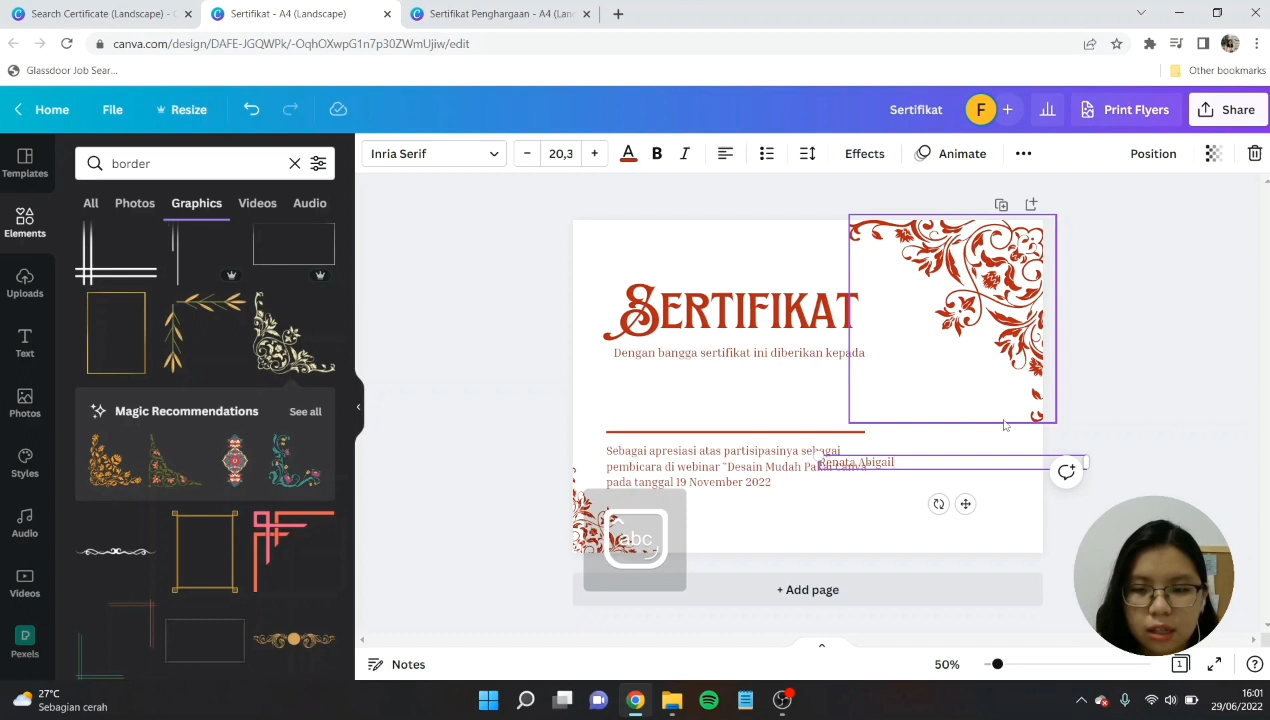 Search Certificate (Landscape) - C
Sertifikat - A4 (Landscape)
Sertifikat Penghargaan - A4 (Lan
canva.com/design/DAFE-JGQWPk/-OqhOXwpG1n7p30ZWmUjiw/edit
Glassdoor Job Sear...
Other bookmarks
Home
File
Resize
Sertifikat
F
Print Flyers
Share
Templates
Elements
Uploads
Text
Photos
Styles
Audio
Videos
Pexels
border
All
Photos
Graphics
Videos
Audio
Magic Recommendations
See all
Inria Serif
20,3
A
B
I
Effects
Animate
Position
SERTIFIKAT
Dengan bangga sertifikat ini diberikan kepada
Sebagai apresiasi atas partisipasinya sebagai
pembicara di webinar "Desain Mudah Pakai Canva"
pada tanggal 19 November 2022
Renata Abigail
abc
+ Add page
Notes
50%
1
27°C
Sebagian cerah
16:01
29/06/2022